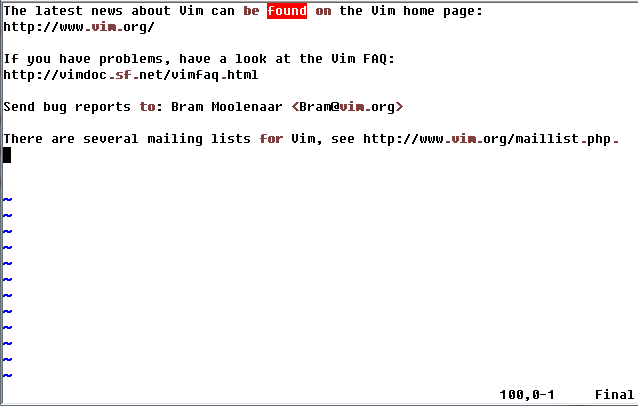 The latest news about Vim can be found on the Vim home page:
http://www.vim.org/
If you have problems, have a look at the Vim FAQ:
http://vimdoc.sf.net/vimfaq.html
Send bug reports to: Bram Moolenaar <Bram@vim.org>
There are several mailing lists for Vim, see http://www.vim.org/maillist.php.
~
~
~
~
~
~
~
~
~
~
~
~
100,0-1 Final